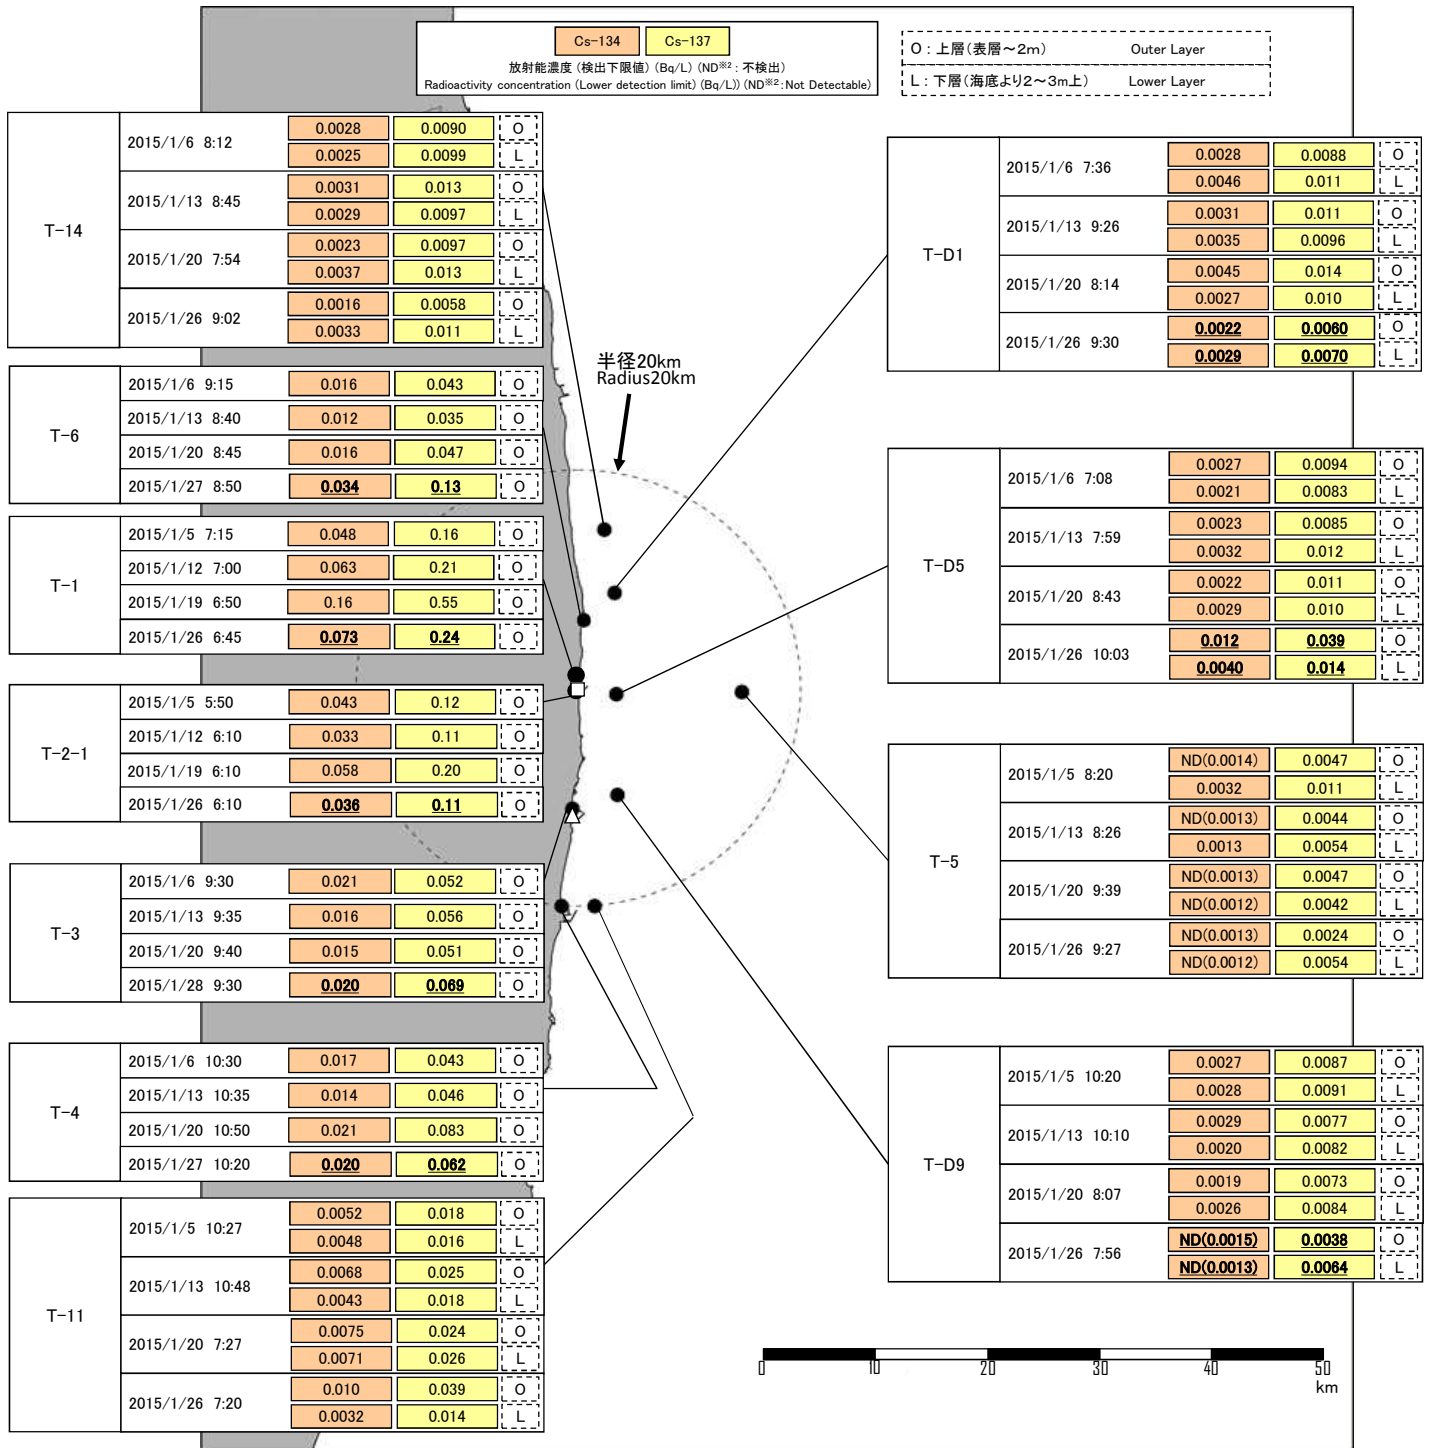 Cs-134 Cs-137
放射能濃度 (検出下限値) (Bq/L) (ND※2 : 不検出)
Radioactivity concentration (Lower detection limit) (Bq/L)) (ND※2:Not Detectable)
O : 上層(表層～2m) Outer Layer
L : 下層(海底より2～3m上) Lower Layer
T-14
2015/1/6 8:12 0.0028 0.0090 O
0.0025 0.0099 L
2015/1/13 8:45 0.0031 0.013 O
0.0029 0.0097 L
2015/1/20 7:54 0.0023 0.0097 O
0.0037 0.013 L
2015/1/26 9:02 0.0016 0.0058 O
0.0033 0.011 L
T-6
2015/1/6 9:15 0.016 0.043 O
2015/1/13 8:40 0.012 0.035 O
2015/1/20 8:45 0.016 0.047 O
2015/1/27 8:50 0.034 0.13 O
T-1
2015/1/5 7:15 0.048 0.16 O
2015/1/12 7:00 0.063 0.21 O
2015/1/19 6:50 0.16 0.55 O
2015/1/26 6:45 0.073 0.24 O
T-2-1
2015/1/5 5:50 0.043 0.12 O
2015/1/12 6:10 0.033 0.11 O
2015/1/19 6:10 0.058 0.20 O
2015/1/26 6:10 0.036 0.11 O
T-3
2015/1/6 9:30 0.021 0.052 O
2015/1/13 9:35 0.016 0.056 O
2015/1/20 9:40 0.015 0.051 O
2015/1/28 9:30 0.020 0.069 O
T-4
2015/1/6 10:30 0.017 0.043 O
2015/1/13 10:35 0.014 0.046 O
2015/1/20 10:50 0.021 0.083 O
2015/1/27 10:20 0.020 0.062 O
T-11
2015/1/5 10:27 0.0052 0.018 O
0.0048 0.016 L
2015/1/13 10:48 0.0068 0.025 O
0.0043 0.018 L
2015/1/20 7:27 0.0075 0.024 O
0.0071 0.026 L
2015/1/26 7:20 0.010 0.039 O
0.0032 0.014 L
半径20km
Radius20km
T-D1
2015/1/6 7:36 0.0028 0.0088 O
0.0046 0.011 L
2015/1/13 9:26 0.0031 0.011 O
0.0035 0.0096 L
2015/1/20 8:14 0.0045 0.014 O
0.0027 0.010 L
2015/1/26 9:30 0.0022 0.0060 O
0.0029 0.0070 L
T-D5
2015/1/6 7:08 0.0027 0.0094 O
0.0021 0.0083 L
2015/1/13 7:59 0.0023 0.0085 O
0.0032 0.012 L
2015/1/20 8:43 0.0022 0.011 O
0.0029 0.010 L
2015/1/26 10:03 0.012 0.039 O
0.0040 0.014 L
T-5
2015/1/5 8:20 ND(0.0014) 0.0047 O
0.0032 0.011 L
2015/1/13 8:26 ND(0.0013) 0.0044 O
0.0013 0.0054 L
2015/1/20 9:39 ND(0.0013) 0.0047 O
ND(0.0012) 0.0042 L
2015/1/26 9:27 ND(0.0013) 0.0024 O
ND(0.0012) 0.0054 L
T-D9
2015/1/5 10:20 0.0027 0.0087 O
0.0028 0.0091 L
2015/1/13 10:10 0.0029 0.0077 O
0.0020 0.0082 L
2015/1/20 8:07 0.0019 0.0073 O
0.0026 0.0084 L
2015/1/26 7:56 ND(0.0015) 0.0038 O
ND(0.0013) 0.0064 L
0 10 20 30 40 50
km